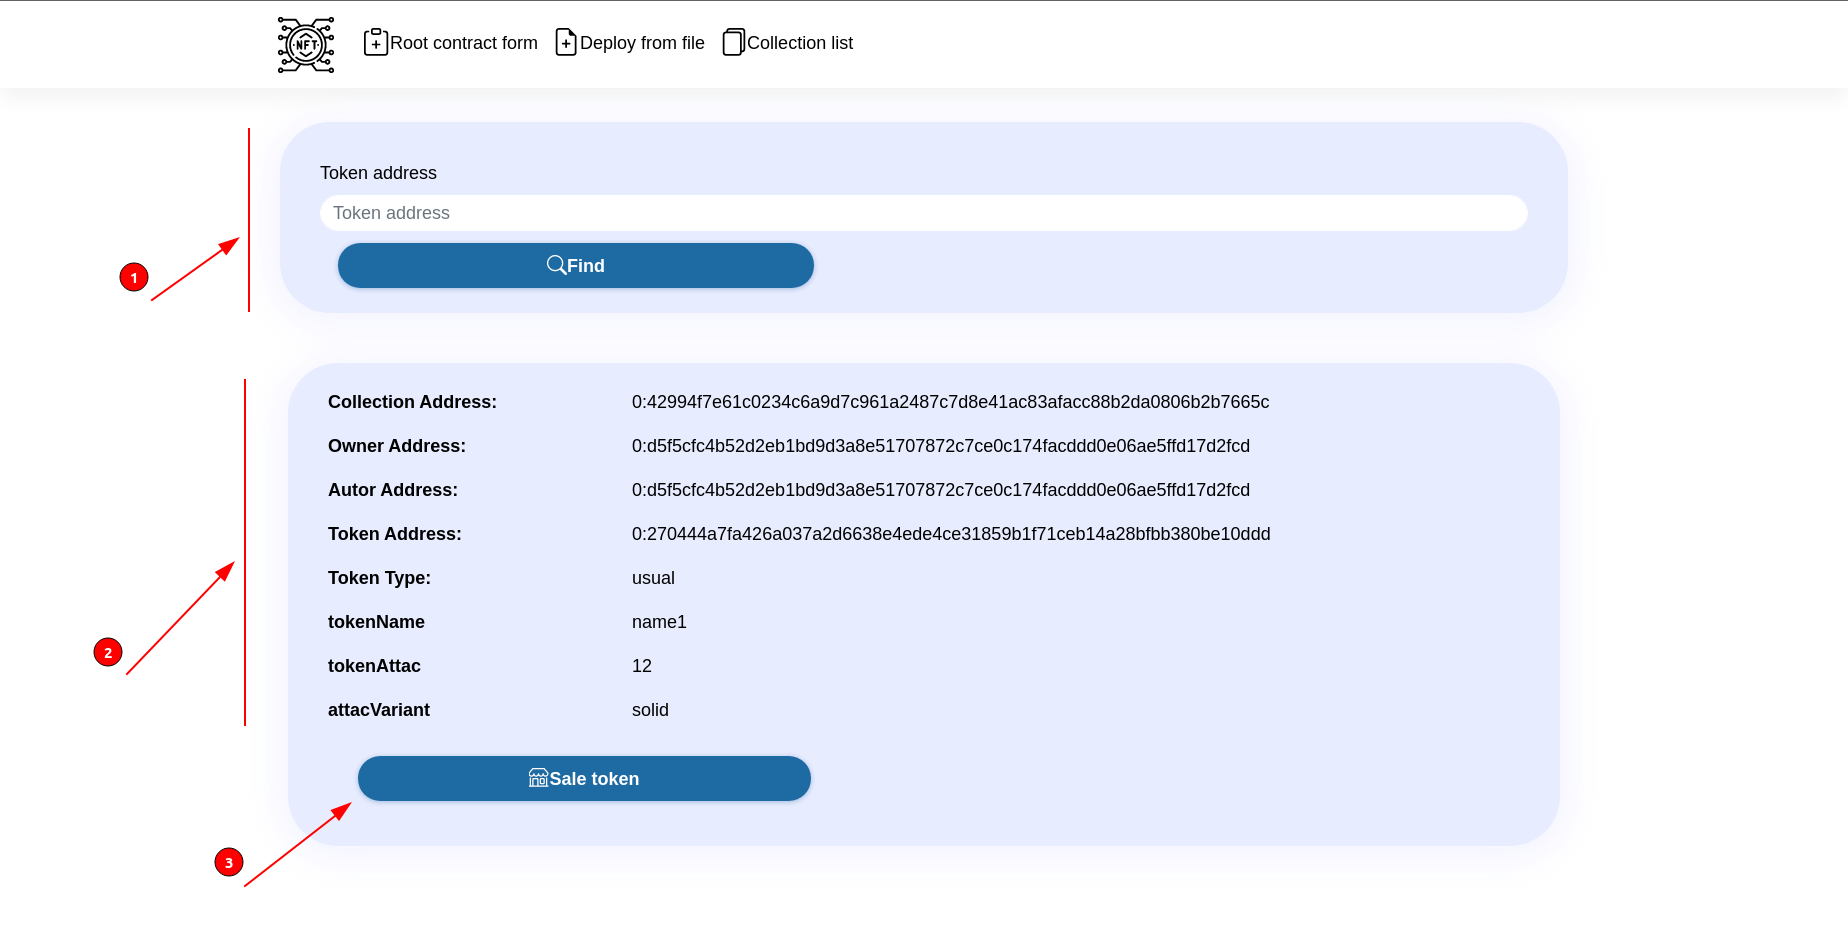 NFT
Root contract form
Deploy from file
Collection list
Token address
Token address
Find
1
Collection Address: 0:42994f7e61c0234c6a9d7c961a2487c7d8e41ac83afacc88b2da0806b2b7665c
Owner Address: 0:d5f5cfc4b52d2eb1bd9d3a8e51707872c7ce0c174facddd0e06ae5ffd17d2fcd
Autor Address: 0:d5f5cfc4b52d2eb1bd9d3a8e51707872c7ce0c174facddd0e06ae5ffd17d2fcd
Token Address: 0:270444a7fa426a037a2d6638e4ede4ce31859b1f71ceb14a28bfbb380be10ddd
Token Type: usual
tokenName name1
2
tokenAttac 12
attacVariant solid
Sale token
3